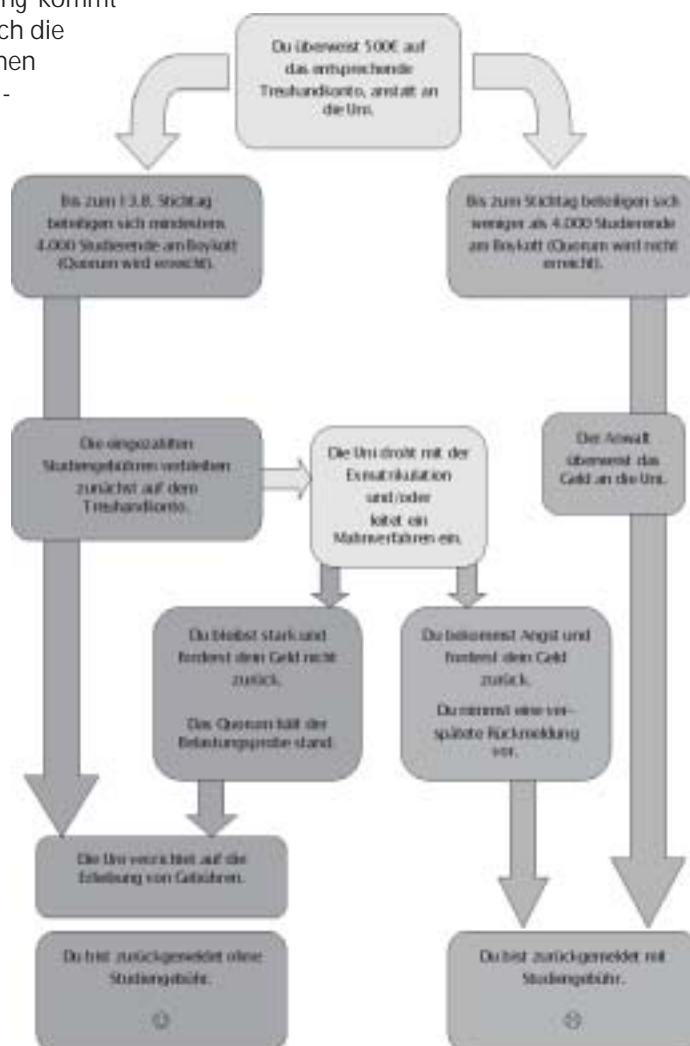 ung kommt
ch die
nen
-
Du überweist 500€ auf
das entsprechende
Treuhandkonto, anstatt an
die Uni.
Bis zum 13.8. Stichtag
beteiligen sich mindestens
4.000 Studierende am Boykott
(Quorum wird erreicht).
Bis zum Stichtag beteiligen sich
weniger als 4.000 Studierende
am Boykott (Quorum wird nicht
erreicht).
Die eingezahlten
Studiengebühren verbleiben
zunächst auf dem
Treuhandkonto.
Die Uni droht mit der
Exmatrikulation
und/oder
leitet ein
Mahnverfahren ein.
Der Anwalt
überweist das
Geld an die Uni.
Du bleibst stark und
forderst dein Geld nicht
zurück.
Das Quorum hält der
Belastungsprobe stand.
Du bekommst Angst und
forderst dein Geld
zurück.
Du nimmst eine ver-
spätete Rückmeldung
vor.
Die Uni verzichtet auf die
Erhebung von Gebühren.
Du bist zurückgemeldet ohne
Studiengebühr.
☺
Du bist zurückgemeldet mit
Studiengebühr.
☹